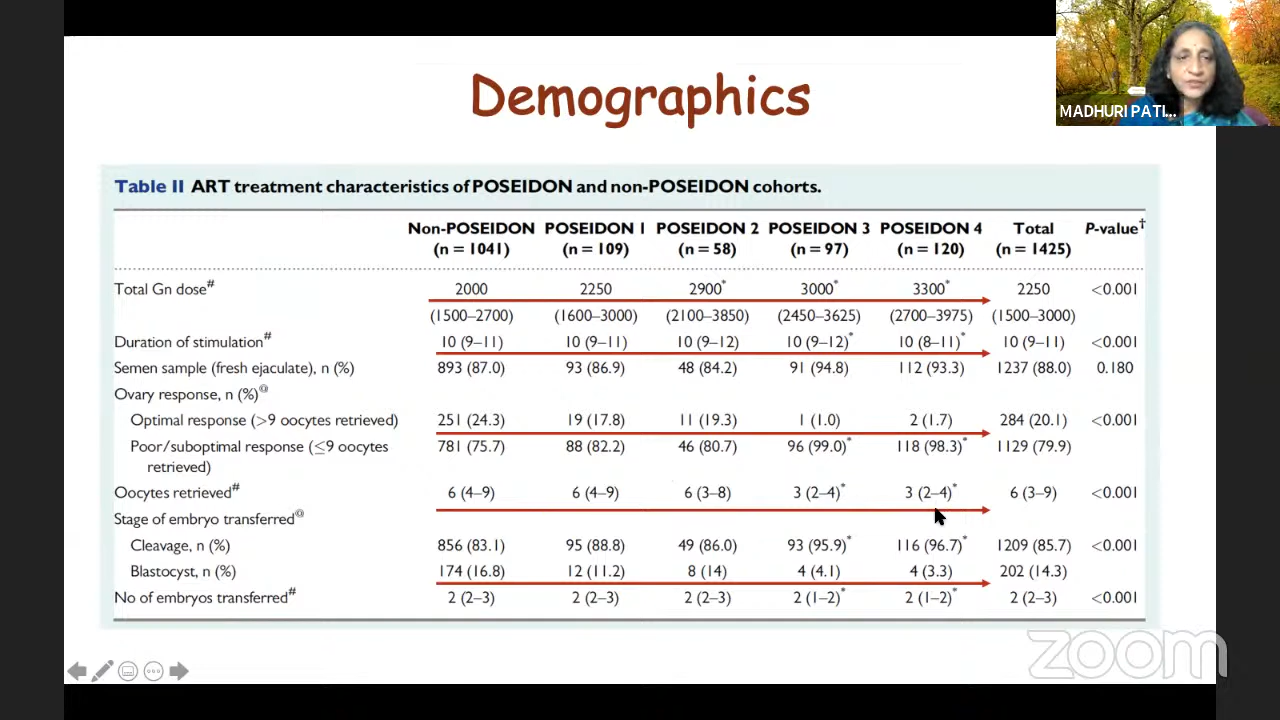 Demographics
MADHURI PATI...
Table II ART treatment characteristics of POSEIDON and non-POSEIDON cohorts.
Non-POSEIDON POSEIDON 1 POSEIDON 2 POSEIDON 3 POSEIDON 4 Total P-value†
(n = 1041) (n = 109) (n = 58) (n = 97) (n = 120) (n = 1425)
Total Gn dose# 2000 2250 2900* 3000* 3300* 2250 <0.001
(1500–2700) (1600–3000) (2100–3850) (2450–3625) (2700–3975) (1500–3000)
Duration of stimulation# 10 (9–11) 10 (9–11) 10 (9–12) 10 (9–12)* 10 (8–11)* 10 (9–11) <0.001
Semen sample (fresh ejaculate), n (%) 893 (87.0) 93 (86.9) 48 (84.2) 91 (94.8) 112 (93.3) 1237 (88.0) 0.180
Ovary response, n (%)@
Optimal response (>9 oocytes retrieved) 251 (24.3) 19 (17.8) 11 (19.3) 1 (1.0) 2 (1.7) 284 (20.1) <0.001
Poor/suboptimal response (≤9 oocytes 781 (75.7) 88 (82.2) 46 (80.7) 96 (99.0)* 118 (98.3)* 1129 (79.9)
retrieved)
Oocytes retrieved# 6 (4–9) 6 (4–9) 6 (3–8) 3 (2–4)* 3 (2–4)* 6 (3–9) <0.001
Stage of embryo transferred@
Cleavage, n (%) 856 (83.1) 95 (88.8) 49 (86.0) 93 (95.9)* 116 (96.7)* 1209 (85.7) <0.001
Blastocyst, n (%) 174 (16.8) 12 (11.2) 8 (14) 4 (4.1) 4 (3.3) 202 (14.3)
No of embryos transferred# 2 (2–3) 2 (2–3) 2 (2–3) 2 (1–2)* 2 (1–2)* 2 (2–3) <0.001
zoom